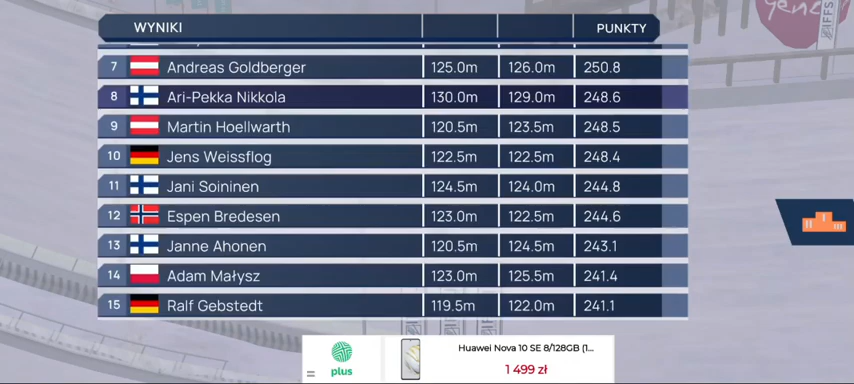 WYNIKI PUNKTY
7 Andreas Goldberger 125.0m 126.0m 250.8
8 Ari-Pekka Nikkola 130.0m 129.0m 248.6
9 Martin Hoellwarth 120.5m 123.5m 248.5
10 Jens Weissflog 122.5m 122.5m 248.4
11 Jani Soininen 124.5m 124.0m 244.8
12 Espen Bredesen 123.0m 122.5m 244.6
13 Janne Ahonen 120.5m 124.5m 243.1
14 Adam Małysz 123.0m 125.5m 241.4
15 Ralf Gebstedt 119.5m 122.0m 241.1
plus
Huawei Nova 10 SE 8/128GB (1...
1 499 zł